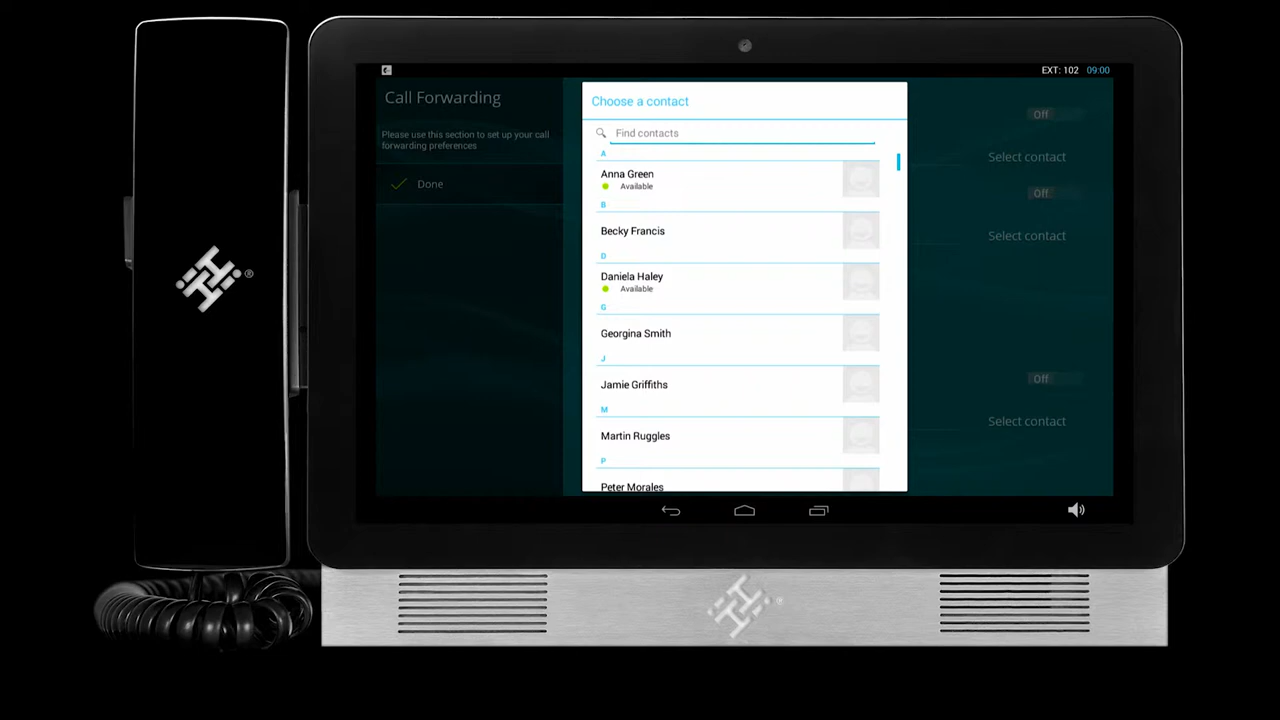 EXT: 102 09:00
Call Forwarding
Please use this section to set up your call
forwarding preferences
Done
Choose a contact
Find contacts
A
Anna Green
Available
B
Becky Francis
D
Daniela Haley
Available
G
Georgina Smith
J
Jamie Griffiths
M
Martin Ruggles
P
Peter Morales
Off
Select contact
Off
Select contact
Off
Select contact
®
®